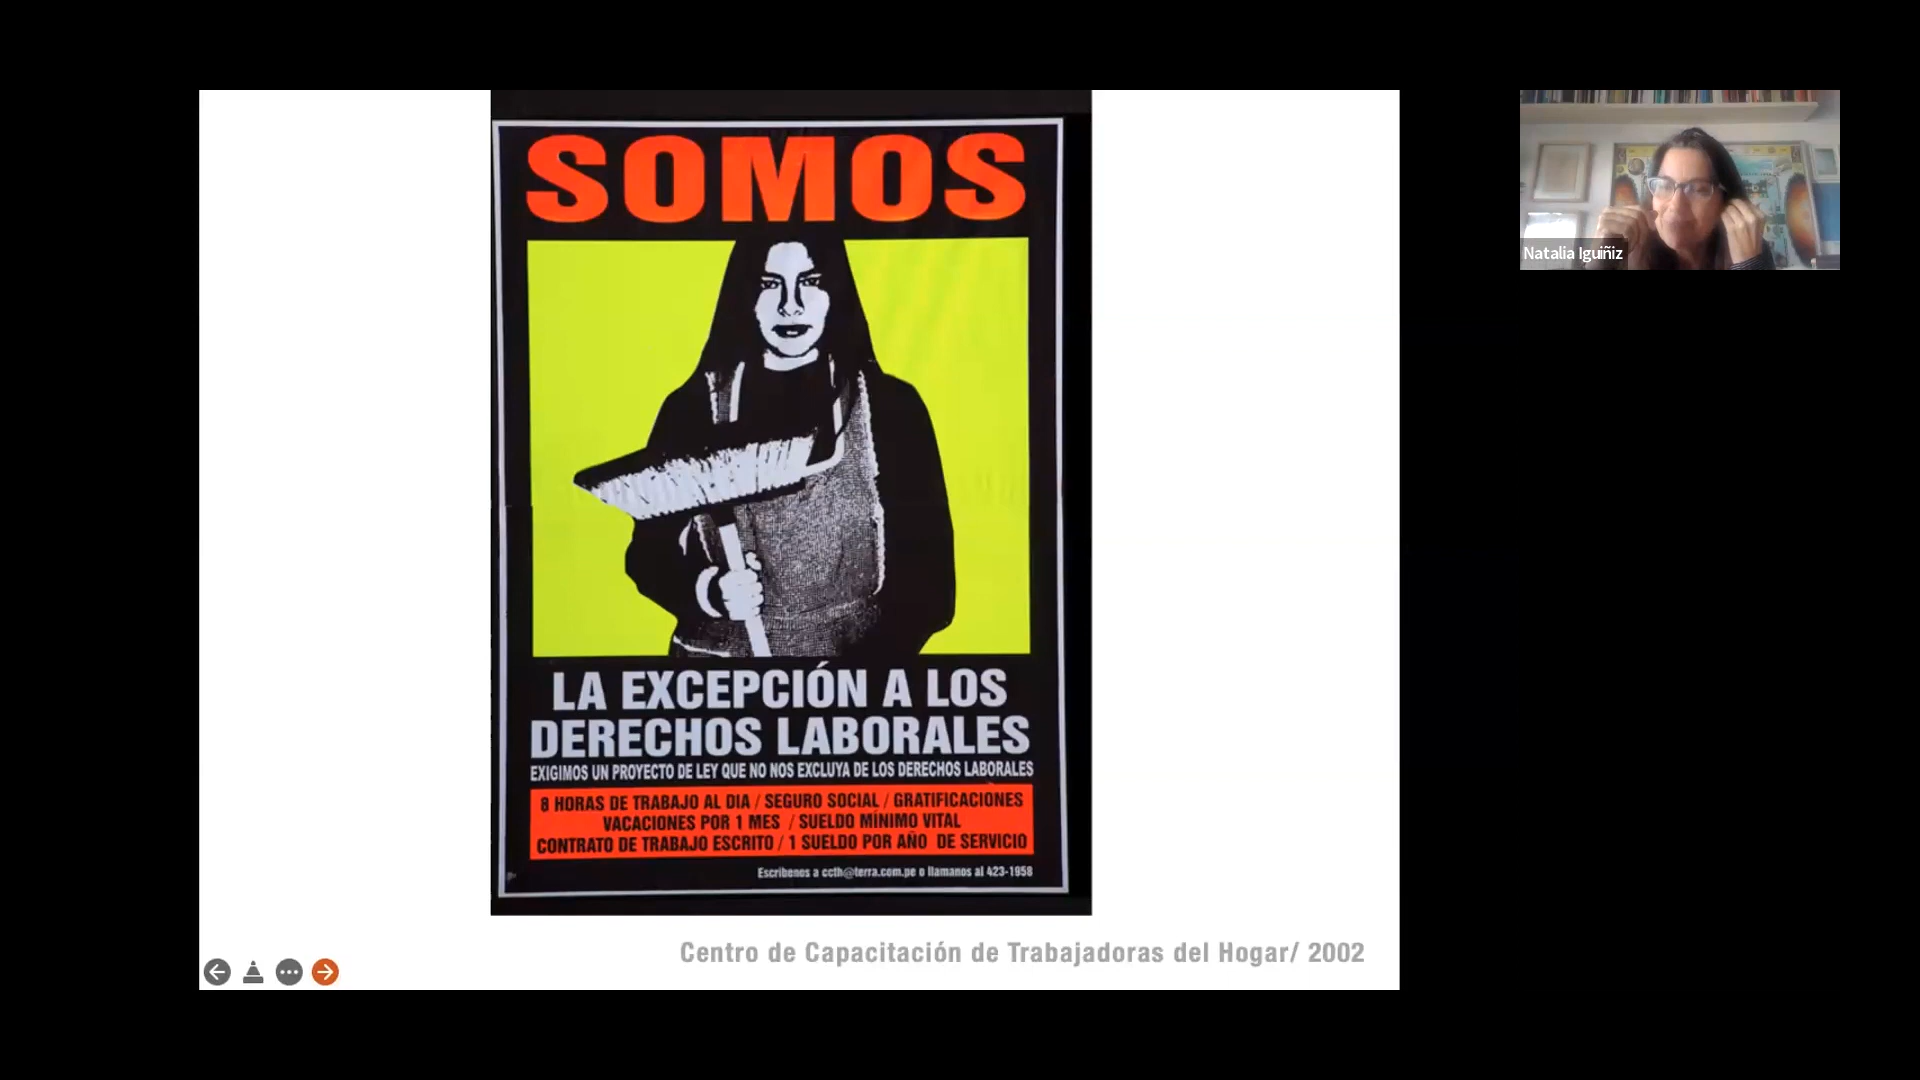 SOMOS
LA EXCEPCIÓN A LOS
DERECHOS LABORALES
EXIGIMOS UN PROYECTO DE LEY QUE NO NOS EXCLUYA DE LOS DERECHOS LABORALES
8 HORAS DE TRABAJO AL DIA / SEGURO SOCIAL / GRATIFICACIONES
VACACIONES POR 1 MES / SUELDO MÍNIMO VITAL
CONTRATO DE TRABAJO ESCRITO / 1 SUELDO POR AÑO DE SERVICIO
Escribenos a ccth@terra.com.pe o llamanos al 423-1958
Centro de Capacitación de Trabajadoras del Hogar/ 2002
Natalia Iguiñiz